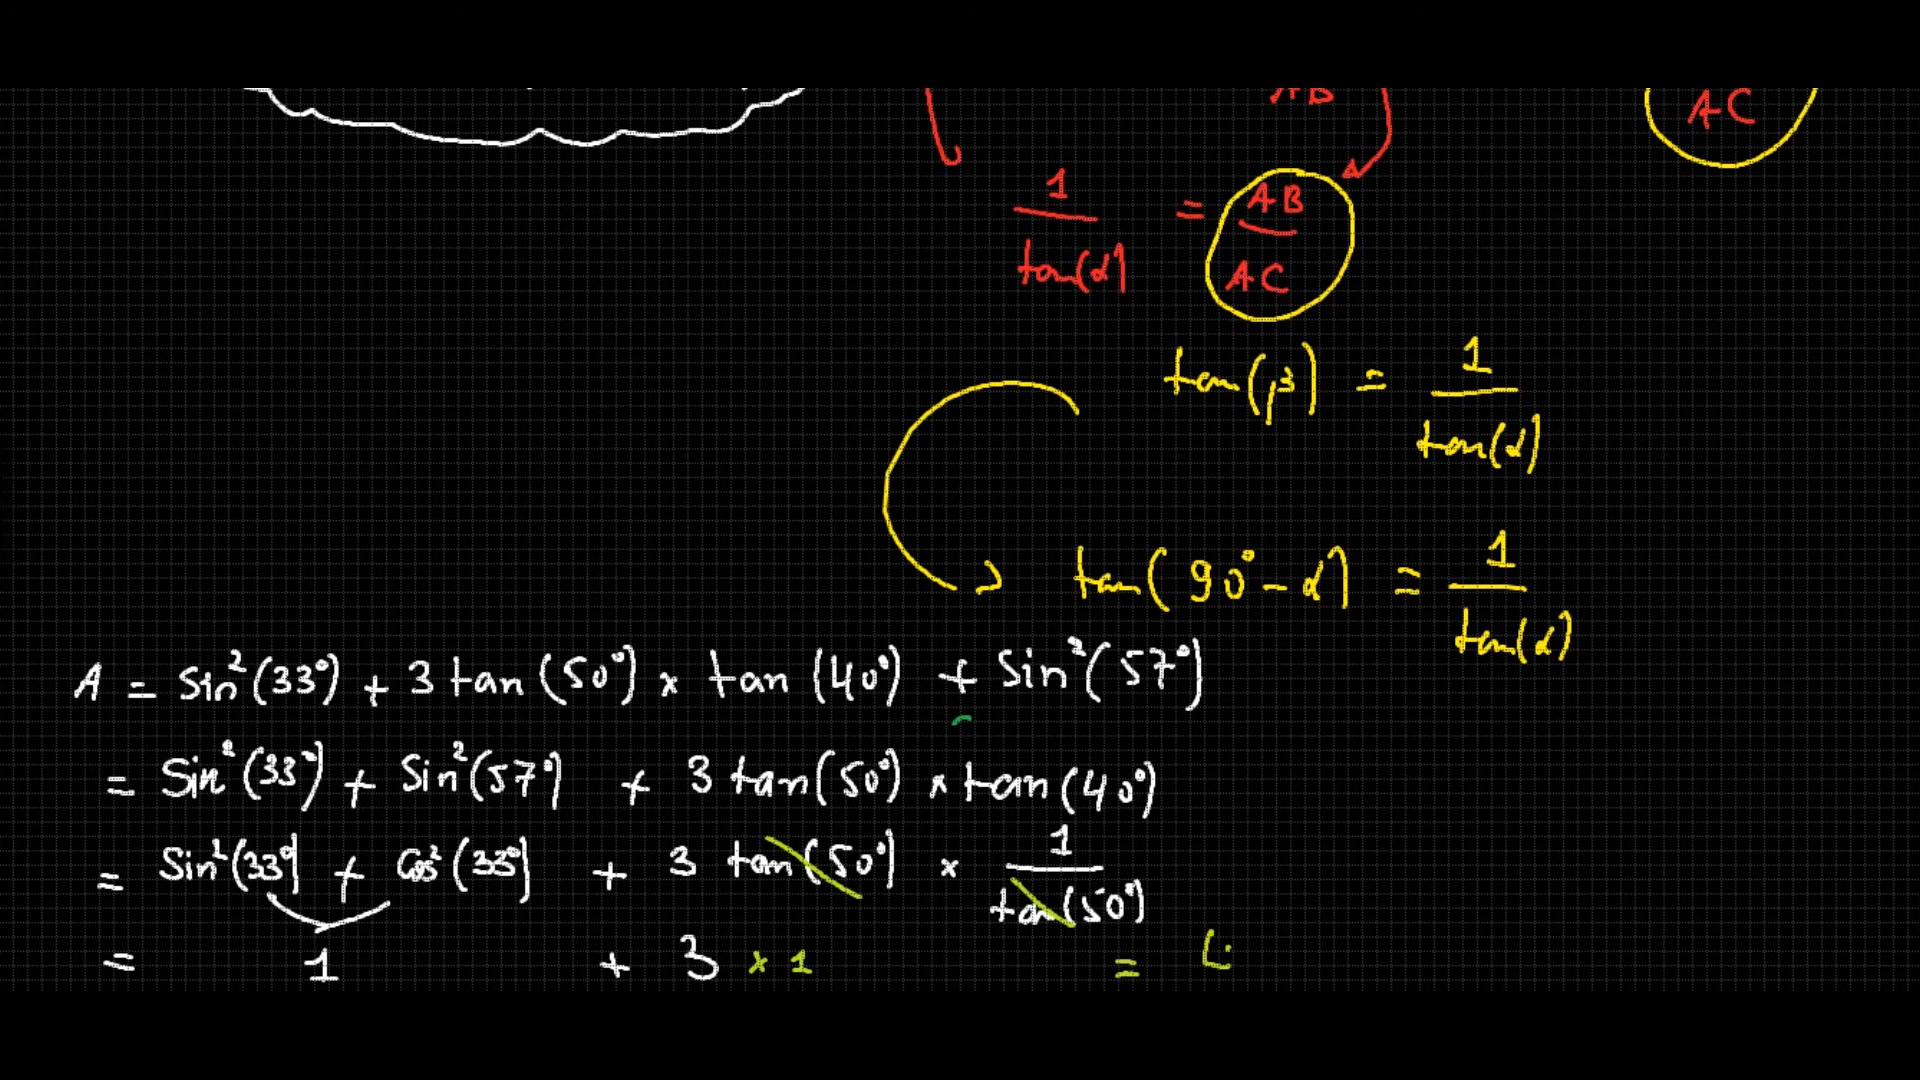 AB
AC
1/tan(α) = AB/AC
tan(β) = 1/tan(α)
tan(90° - α) = 1/tan(α)
A = Sin²(33°) + 3 tan(50°) × tan(40°) + Sin²(57°)
= Sin²(33°) + Sin²(57°) + 3 tan(50°) × tan(40°)
= Sin²(33°) + Cos²(33°) + 3 tan(50°) × 1/tan(50°)
= 1 + 3 × 1 =